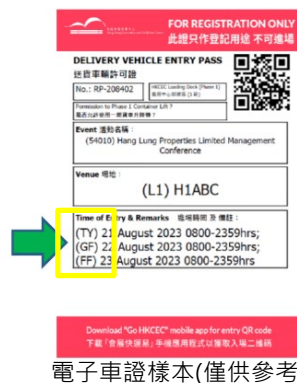 FOR REGISTRATION ONLY
此證只作登記用途 不可進場
DELIVERY VEHICLE ENTRY PASS
送貨車輛許可證
No.: RP-208402
HKCEC Loading Dock (Phase 1)
Permission to Phase 1 Container Lift ?
Event 活動名稱:
(54010) Hang Lung Properties Limited Management
Conference
Venue 場地:
(L1) H1ABC
Time of Entry & Remarks 進場時間 及 備註:
(TY) 21 August 2023 0800-2359hrs;
(GF) 22 August 2023 0800-2359hrs;
(FF) 23 August 2023 0800-2359hrs
Download "Go HKCEC" mobile app for entry QR code
下載「會展快運易」手機應用程式以獲取入場二維碼
電子車證樣本(僅供參考